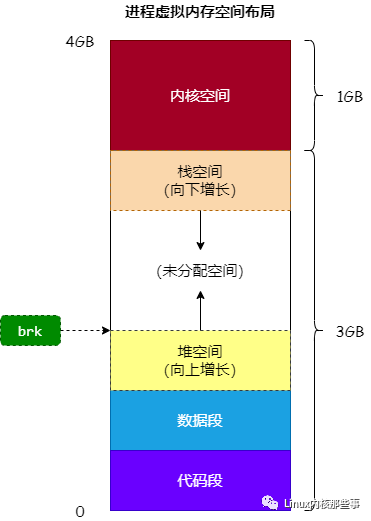 进程虚拟内存空间布局
4GB
内核空间
1GB
栈空间
(向下增长)
(未分配空间)
brk
3GB
堆空间
(向上增长)
数据段
代码段
0
Linux内核那些事